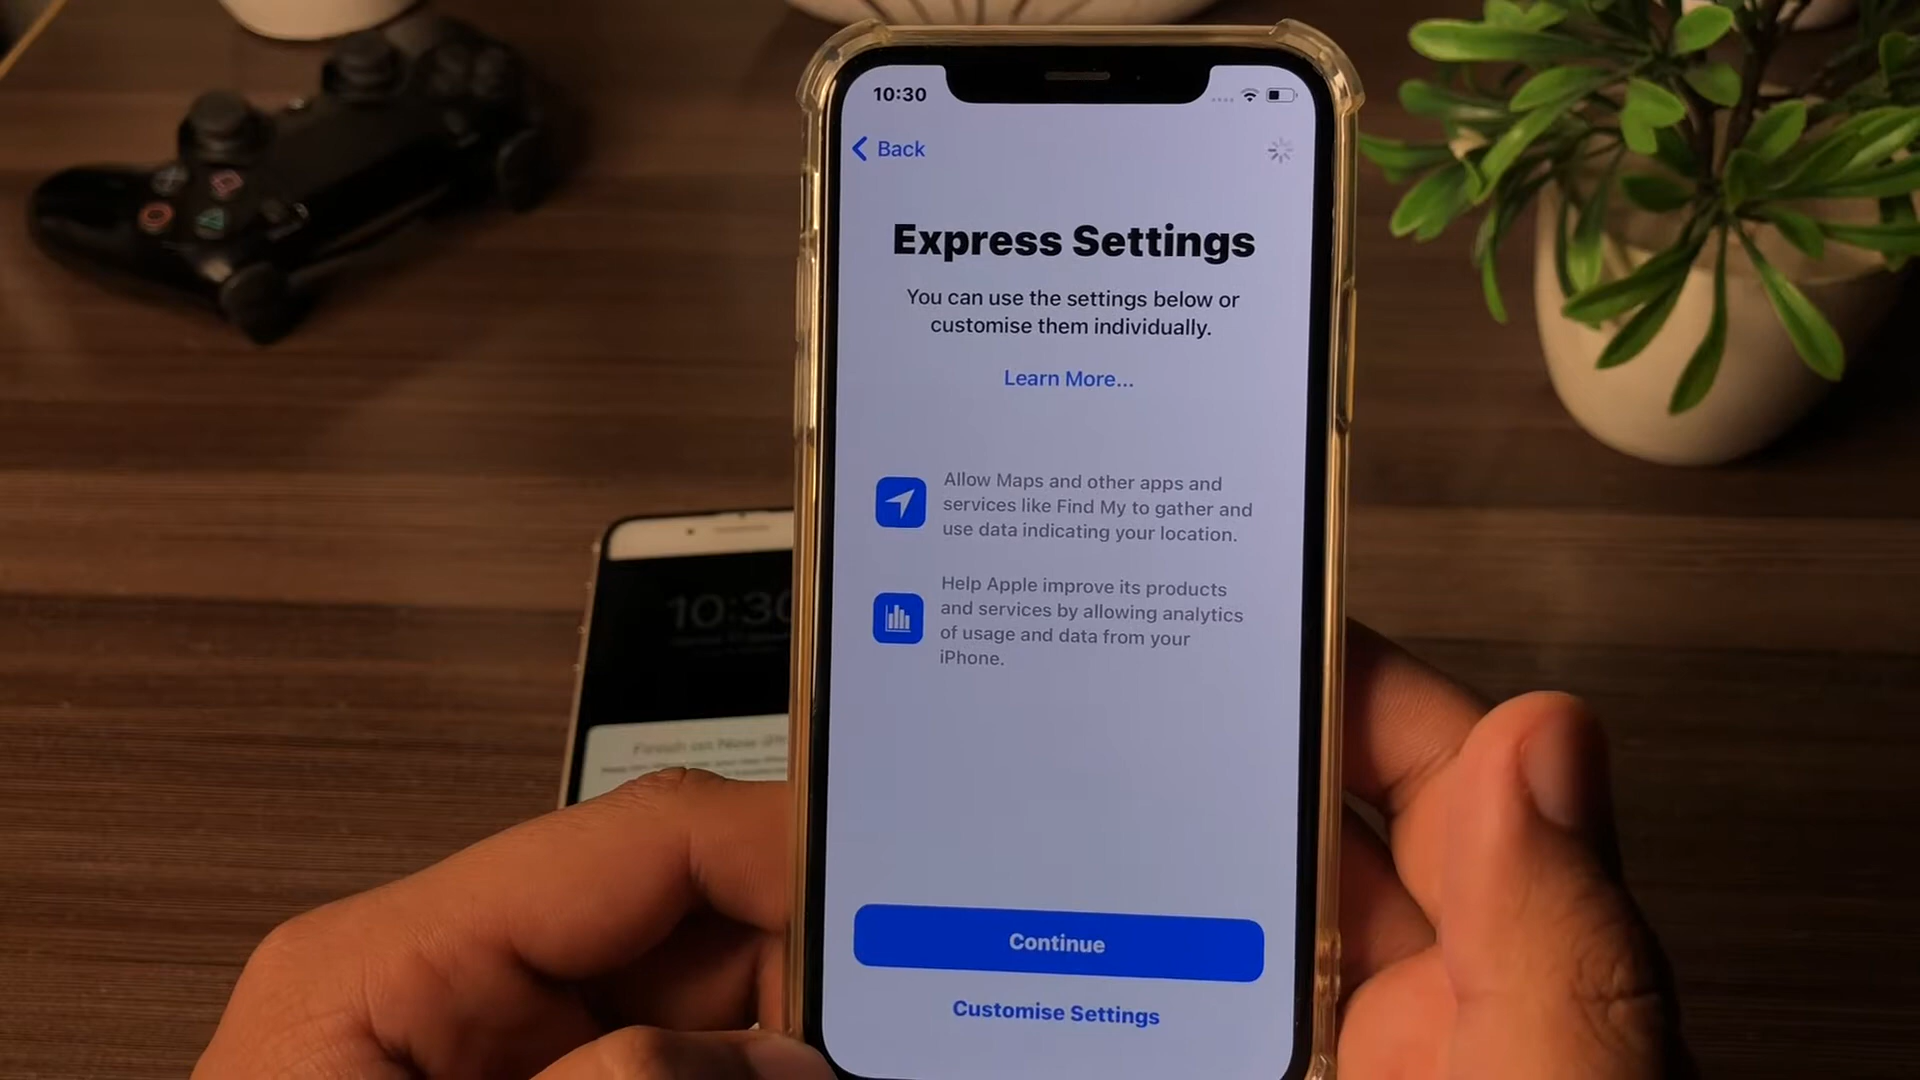 10:30
Back
Express Settings
You can use the settings below or
customise them individually.
Learn More...
Allow Maps and other apps and
services like Find My to gather and
use data indicating your location.
Help Apple improve its products
and services by allowing analytics
of usage and data from your
iPhone.
10:30
Continue
Customise Settings